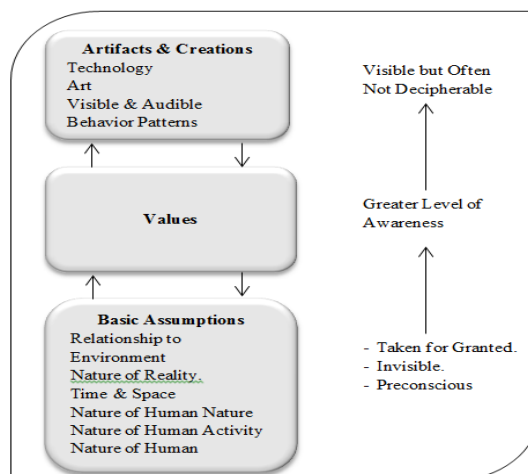 Artifacts & Creations
Technology
Art
Visible & Audible
Behavior Patterns
Visible but Often
Not Decipherable
Values
Greater Level of
Awareness
Basic Assumptions
Relationship to
Environment
Nature of Reality.
Time & Space
Nature of Human Nature
Nature of Human Activity
Nature of Human
- Taken for Granted.
- Invisible.
- Preconscious